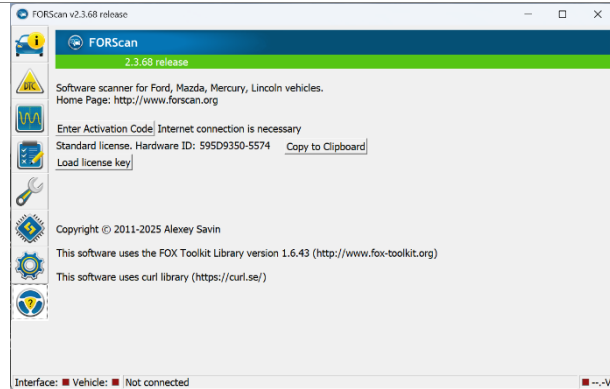 FORScan v2.3.68 release
FORScan
2.3.68 release
Software scanner for Ford, Mazda, Mercury, Lincoln vehicles.
Home Page: http://www.forscan.org
Enter Activation Code Internet connection is necessary
Standard license. Hardware ID: 595D9350-5574 Copy to Clipboard
Load license key
Copyright © 2011-2025 Alexey Savin
This software uses the FOX Toolkit Library version 1.6.43 (http://www.fox-toolkit.org)
This software uses curl library (https://curl.se/)
DTC
Interface: Vehicle: Not connected --.-V